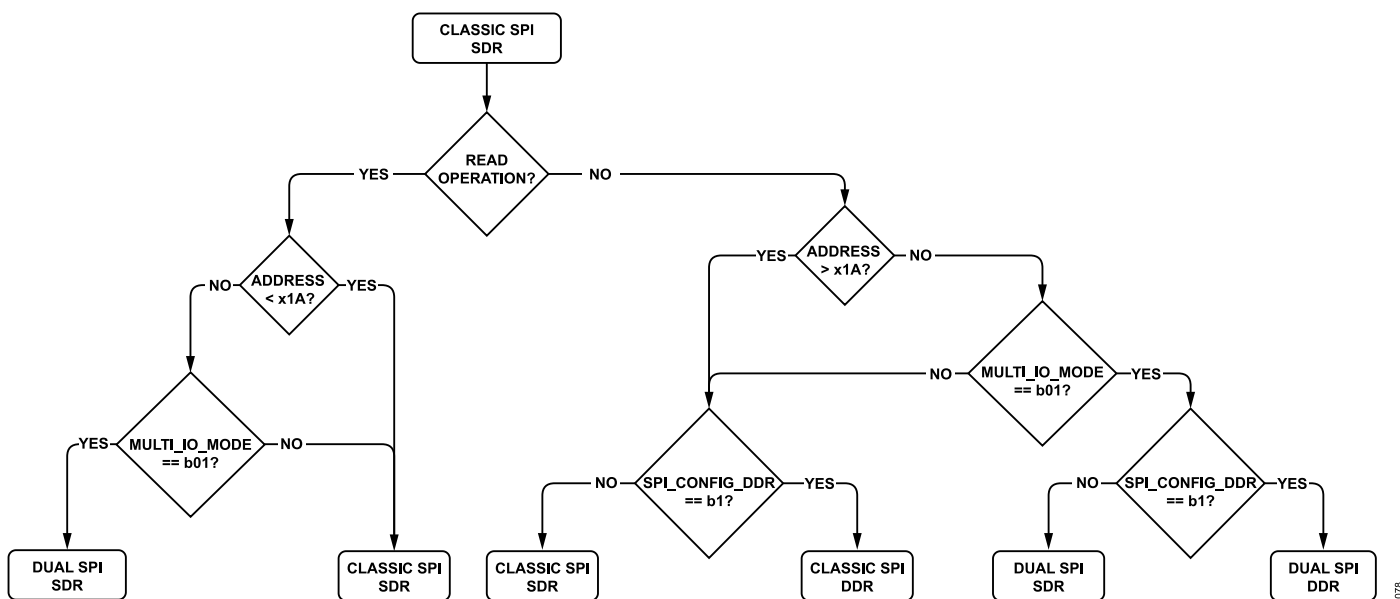 CLASSIC SPI
SDR
READ
OPERATION?
YES
NO
ADDRESS
< x1A?
NO
YES
ADDRESS
> x1A?
YES
NO
MULTI_IO_MODE
== b01?
YES
NO
MULTI_IO_MODE
== b01?
NO
YES
SPI_CONFIG_DDR
== b1?
NO
YES
SPI_CONFIG_DDR
== b1?
NO
YES
DUAL SPI
SDR
CLASSIC SPI
SDR
CLASSIC SPI
SDR
CLASSIC SPI
DDR
DUAL SPI
SDR
DUAL SPI
DDR